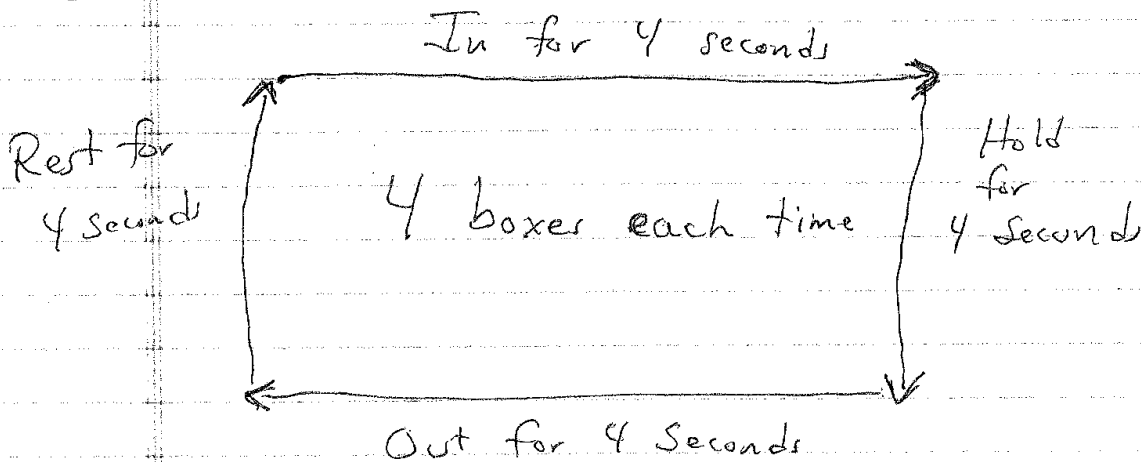 In for 4 seconds
Rest for
4 seconds
4 boxes each time
Hold
for
4 seconds
Out for 4 seconds